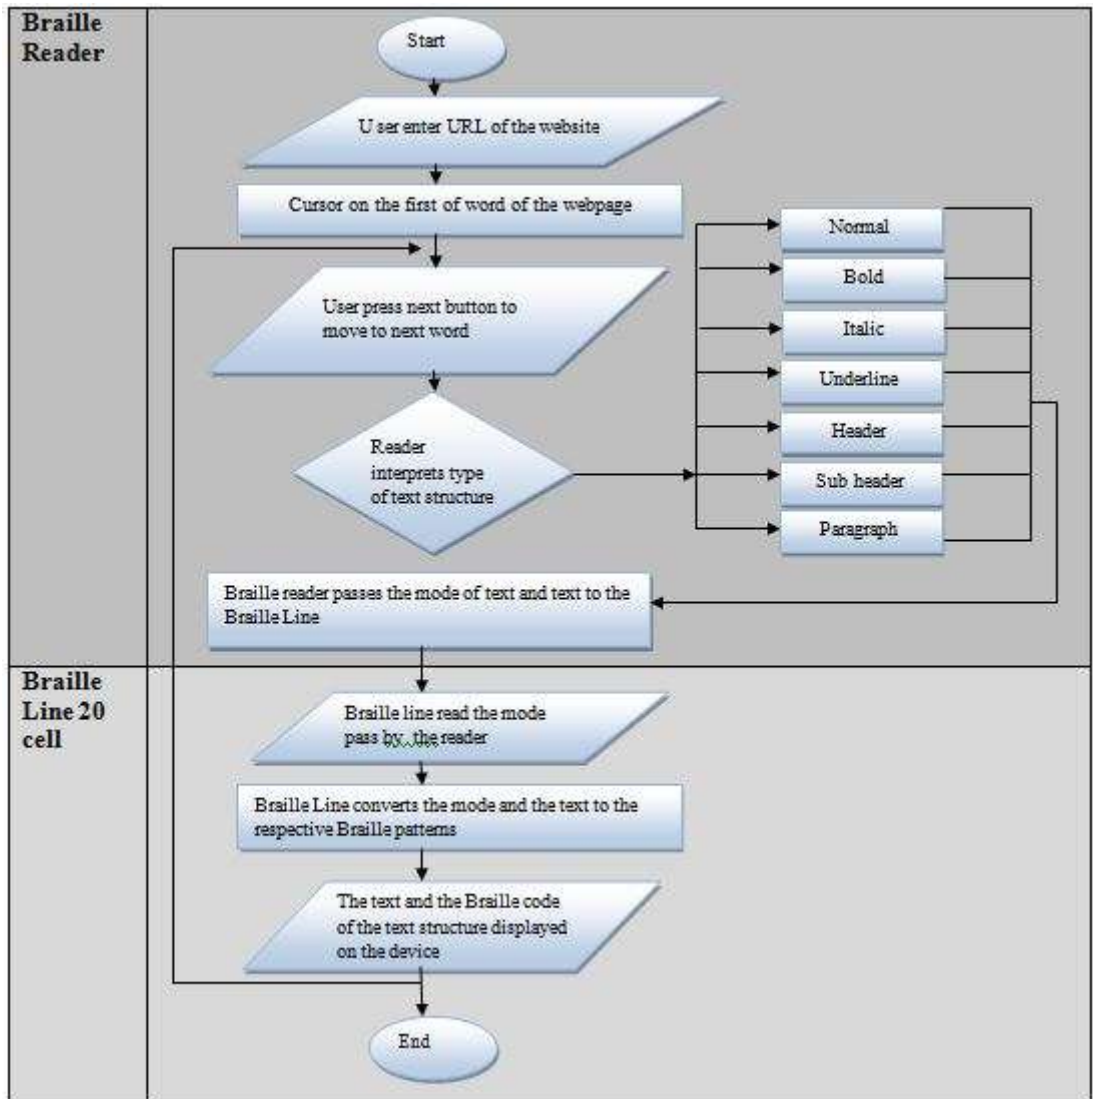 Braille
Reader
Start
User enter URL of the website
Cursor on the first of word of the webpage
User press next button to
move to next word
Reader
interprets type
of text structure
Normal
Bold
Italic
Underline
Header
Sub header
Paragraph
Braille reader passes the mode of text and text to the
Braille Line
Braille
Line 20
cell
Braille line read the mode
pass by the reader
Braille Line converts the mode and the text to the
respective Braille patterns
The text and the Braille code
of the text structure displayed
on the device
End